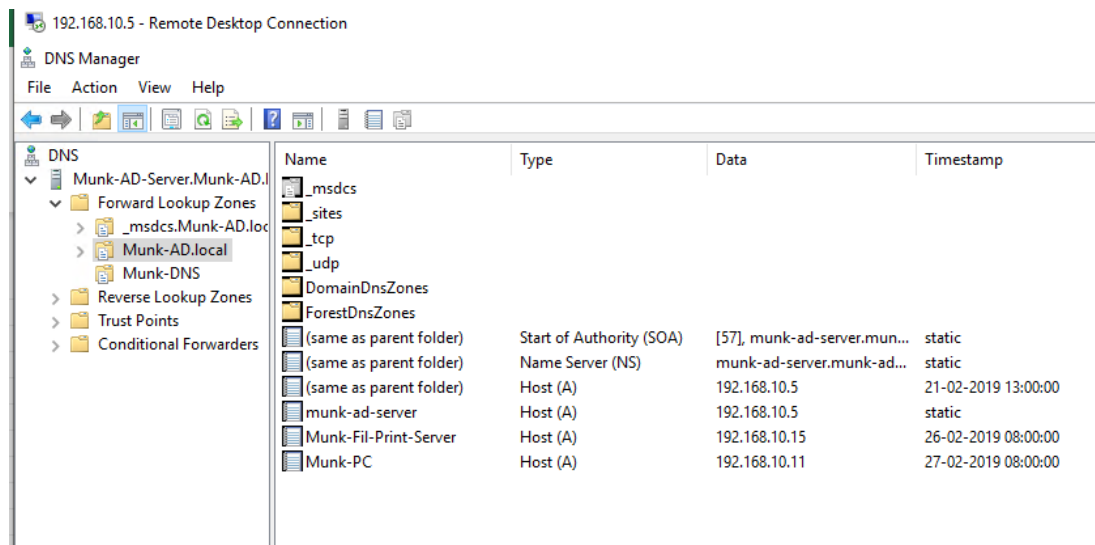 192.168.10.5 - Remote Desktop Connection
DNS Manager
File Action View Help
DNS
Munk-AD-Server.Munk-AD.l
Forward Lookup Zones
_msdcs.Munk-AD.loc
Munk-AD.local
Munk-DNS
Reverse Lookup Zones
Trust Points
Conditional Forwarders
Name Type Data Timestamp
_msdcs
_sites
_tcp
_udp
DomainDnsZones
ForestDnsZones
(same as parent folder) Start of Authority (SOA) [57], munk-ad-server.mun... static
(same as parent folder) Name Server (NS) munk-ad-server.munk-ad... static
(same as parent folder) Host (A) 192.168.10.5 21-02-2019 13:00:00
munk-ad-server Host (A) 192.168.10.5 static
Munk-Fil-Print-Server Host (A) 192.168.10.15 26-02-2019 08:00:00
Munk-PC Host (A) 192.168.10.11 27-02-2019 08:00:00